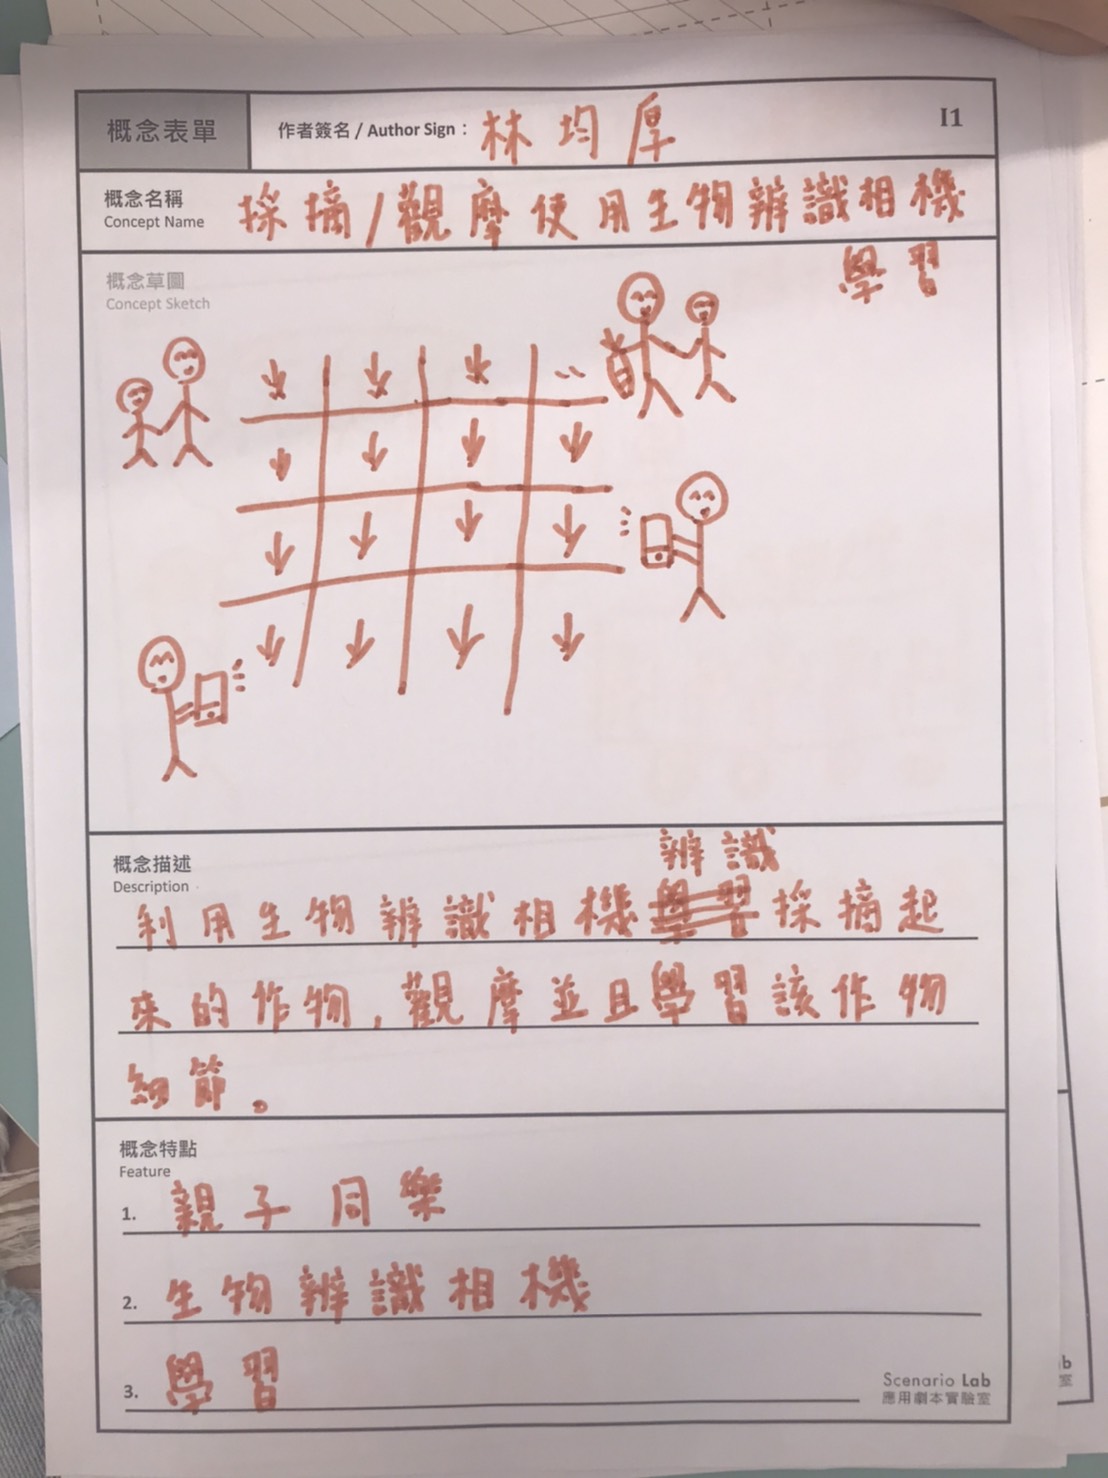 概念表單
作者簽名 / Author Sign：林均厚
I1
概念名稱
Concept Name
採摘/觀摩使用生物辨識相機
學習
概念草圖
Concept Sketch
概念描述
Description
辨識
利用生物辨識相機學習採摘起
來的作物,觀摩並且學習該作物
細節。
概念特點
Feature
1. 親子同樂
2. 生物辨識相機
3. 學習
Scenario Lab
應用劇本實驗室
b
室